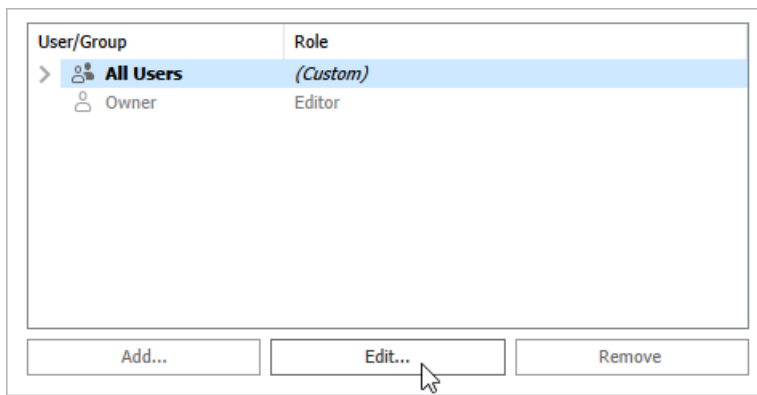 User/Group Role
All Users (Custom)
Owner Editor
Add... Edit... Remove